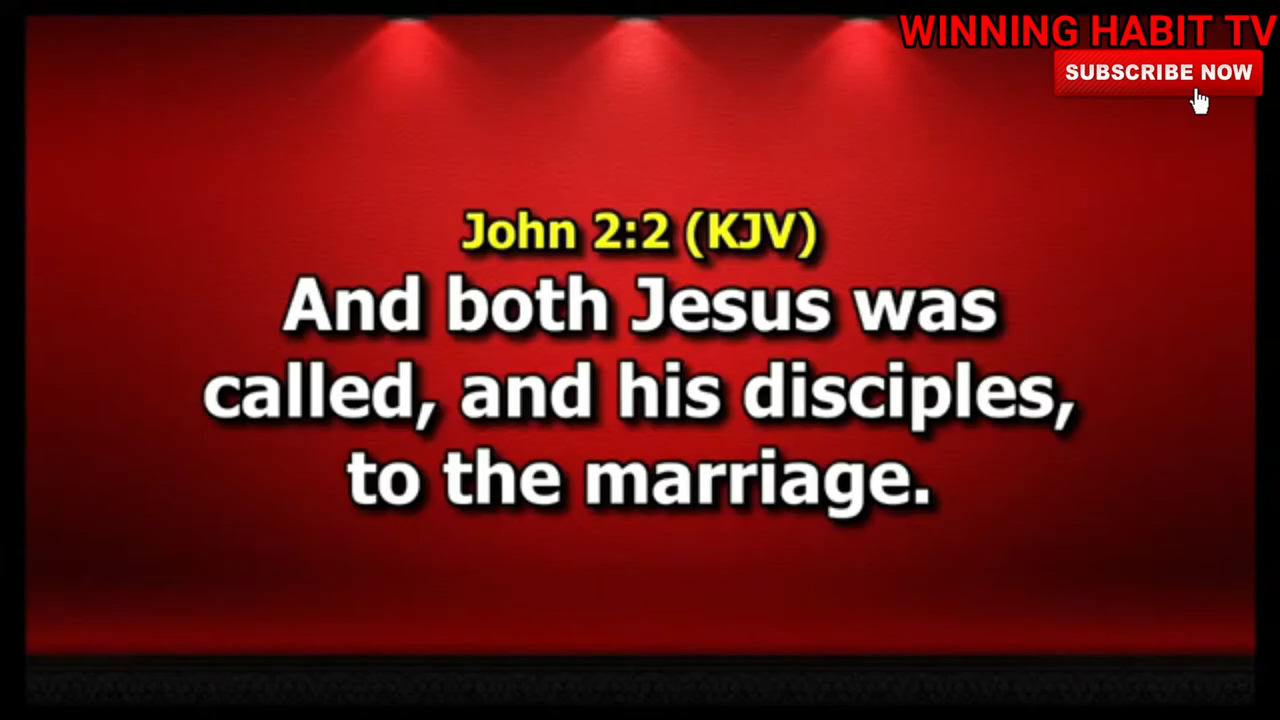 WINNING HABIT TV
SUBSCRIBE NOW
John 2:2 (KJV)
And both Jesus was
called, and his disciples,
to the marriage.